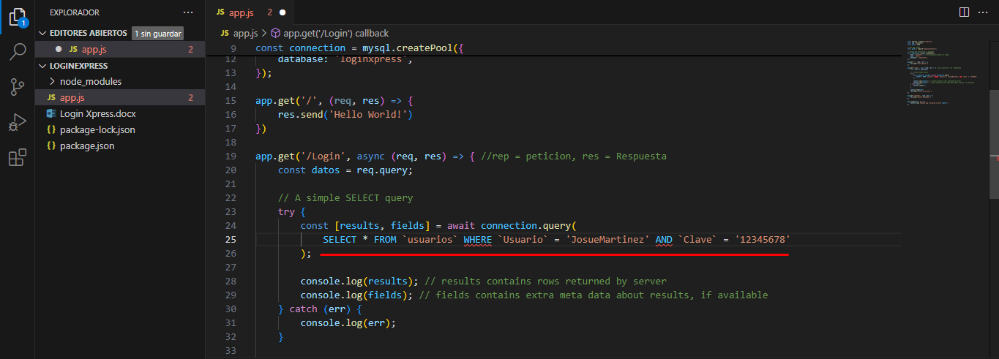 1
EXPLORADOR
EDITORES ABIERTOS 1 sin guardar
JS app.js 2
LOGINEXPRESS
node_modules
JS app.js 2
Login Xpress.docx
{} package-lock.json
{} package.json
JS app.js 2
JS app.js > app.get('/Login') callback
9 const connection = mysql.createPool({
12 database: 'loginxpress',
13 });
14
15 app.get('/', (req, res) => {
16 res.send('Hello World!')
17 })
18
19 app.get('/Login', async (req, res) => { //rep = peticion, res = Respuesta
20 const datos = req.query;
21
22 // A simple SELECT query
23 try {
24 const [results, fields] = await connection.query(
25 SELECT * FROM `usuarios` WHERE `Usuario` = 'JosueMartinez' AND `Clave` = '12345678'
26 );
27
28 console.log(results); // results contains rows returned by server
29 console.log(fields); // fields contains extra meta data about results, if available
30 } catch (err) {
31 console.log(err);
32 }
33